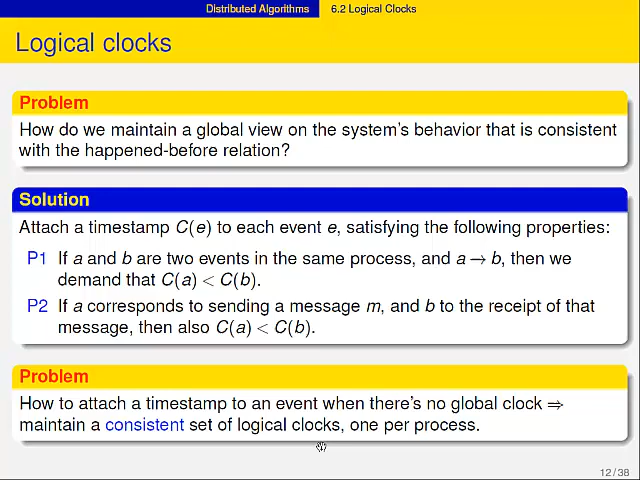 Distributed Algorithms 6.2 Logical Clocks
Logical clocks
Problem
How do we maintain a global view on the system's behavior that is consistent
with the happened-before relation?
Solution
Attach a timestamp C(e) to each event e, satisfying the following properties:
P1 If a and b are two events in the same process, and a → b, then we
demand that C(a) < C(b).
P2 If a corresponds to sending a message m, and b to the receipt of that
message, then also C(a) < C(b).
Problem
How to attach a timestamp to an event when there's no global clock ⇒
maintain a consistent set of logical clocks, one per process.
12 / 38